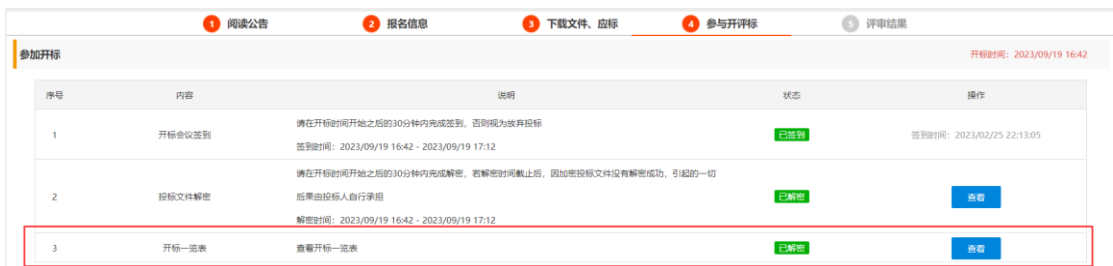 1 阅读公告 2 报名信息 3 下载文件、应标 4 参与开评标 5 评审结果
参加开标 开标时间：2023/09/19 16:42
序号 内容 说明 状态 操作
1 开标会议签到 请在开标时间开始之后的30分钟内完成签到，否则视为放弃投标 已签到 签到时间：2023/02/25 22:13:05
签到时间：2023/09/19 16:42 - 2023/09/19 17:12
请在开标时间开始之后的30分钟内完成解密，若解密时间截止后，因加密投标文件没有解密成功，引起的一切
2 投标文件解密 后果由投标人自行承担 已解密 查看
解密时间：2023/09/19 16:42 - 2023/09/19 17:12
3 开标一览表 查看开标一览表 已解密 查看